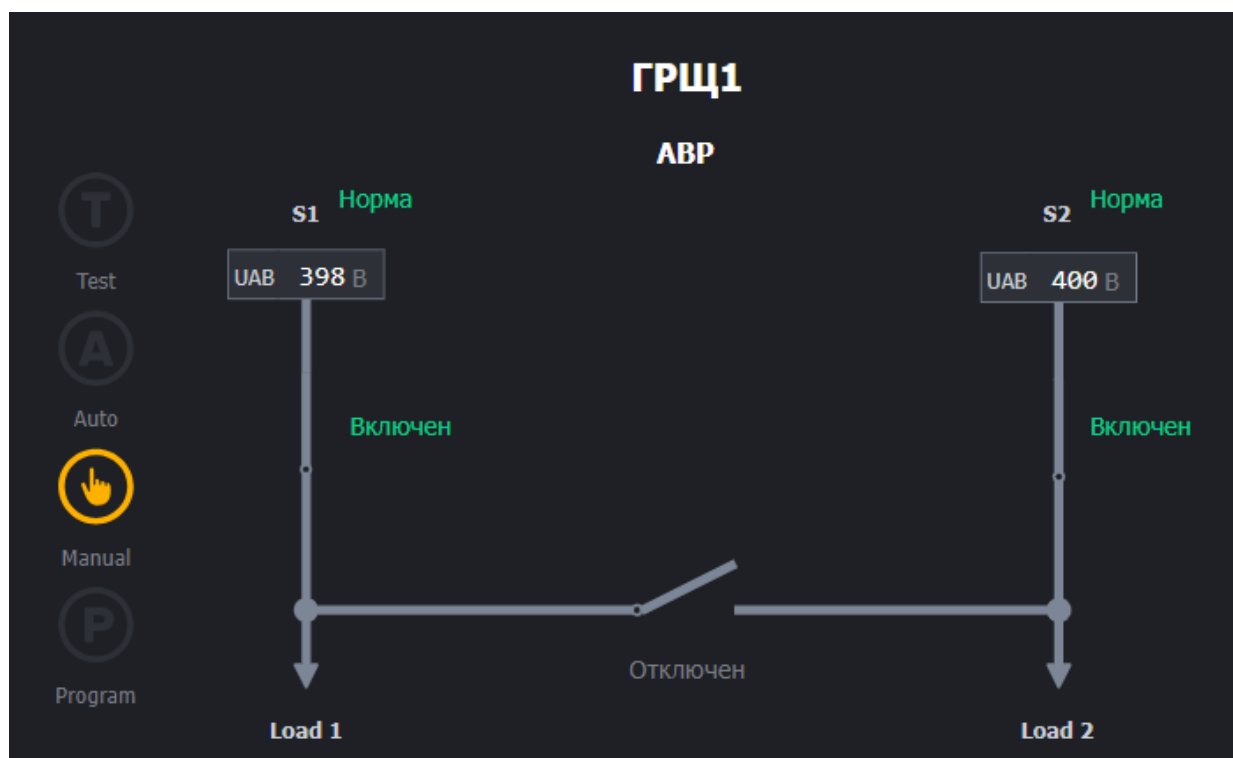 ГРЩ1
АВР
T
Test
S1 Норма
S2 Норма
UAB 398 В
UAB 400 В
A
Auto
Включен
Включен
Manual
P
Program
Отключен
Load 1
Load 2